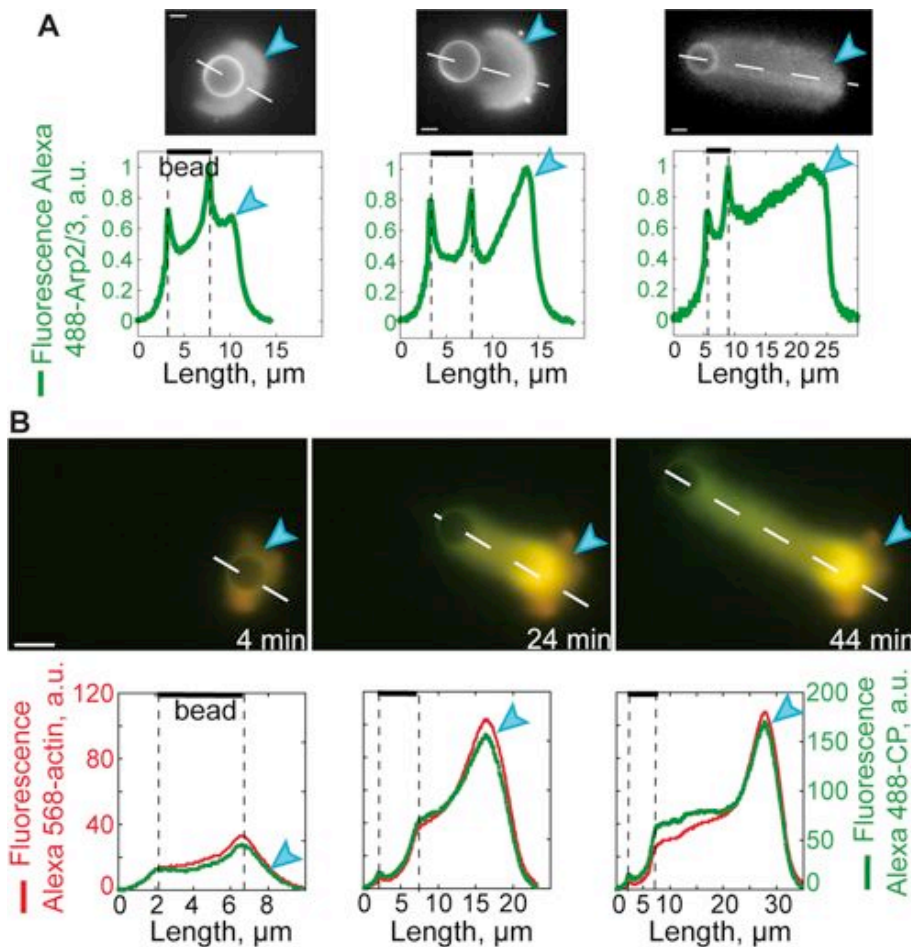 A
bead
Fluorescence Alexa
488-Arp2/3, a.u.
1
0.8
0.6
0.4
0.2
0
0 5 10 15
Length, µm
1
0.8
0.6
0.4
0.2
0
0 5 10 15
Length, µm
1
0.8
0.6
0.4
0.2
0
0 5 10 15 20 25
Length, µm
B
4 min
24 min
44 min
Fluorescence
Alexa 568-actin, a.u.
120
80
40
0
bead
0 2 4 6 8
Length, µm
0 5 10 15 20
Length, µm
0 5 10 20 30
Length, µm
200
150
100
50
0
Fluorescence
Alexa 488-CP, a.u.